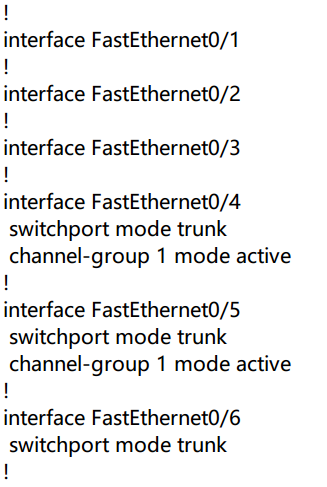 !
interface FastEthernet0/1
!
interface FastEthernet0/2
!
interface FastEthernet0/3
!
interface FastEthernet0/4
 switchport mode trunk
 channel-group 1 mode active
!
interface FastEthernet0/5
 switchport mode trunk
 channel-group 1 mode active
!
interface FastEthernet0/6
 switchport mode trunk
!